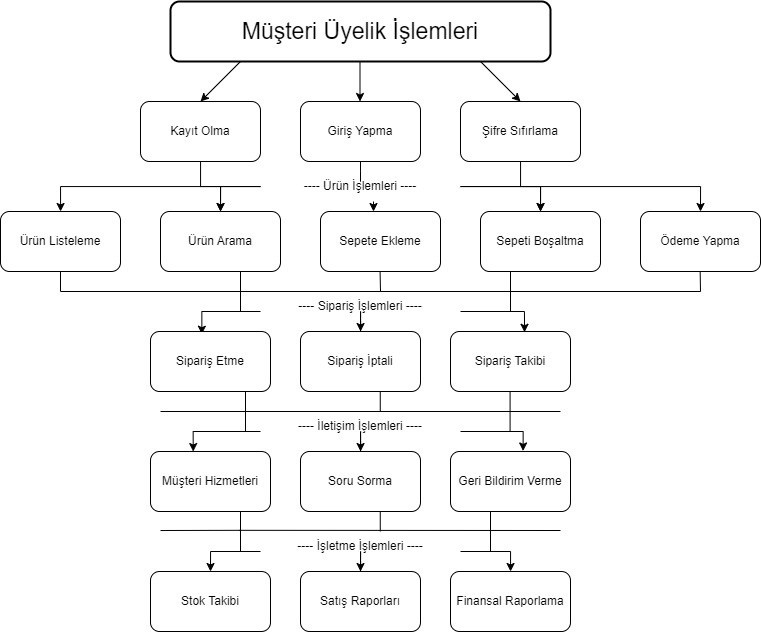 Müşteri Üyelik İşlemleri
Kayıt Olma
Giriş Yapma
Şifre Sıfırlama
---- Ürün İşlemleri ----
Ürün Listeleme
Ürün Arama
Sepete Ekleme
Sepeti Boşaltma
Ödeme Yapma
---- Sipariş İşlemleri ----
Sipariş Etme
Sipariş İptali
Sipariş Takibi
---- İletişim İşlemleri ----
Müşteri Hizmetleri
Soru Sorma
Geri Bildirim Verme
---- İşletme İşlemleri ----
Stok Takibi
Satış Raporları
Finansal Raporlama